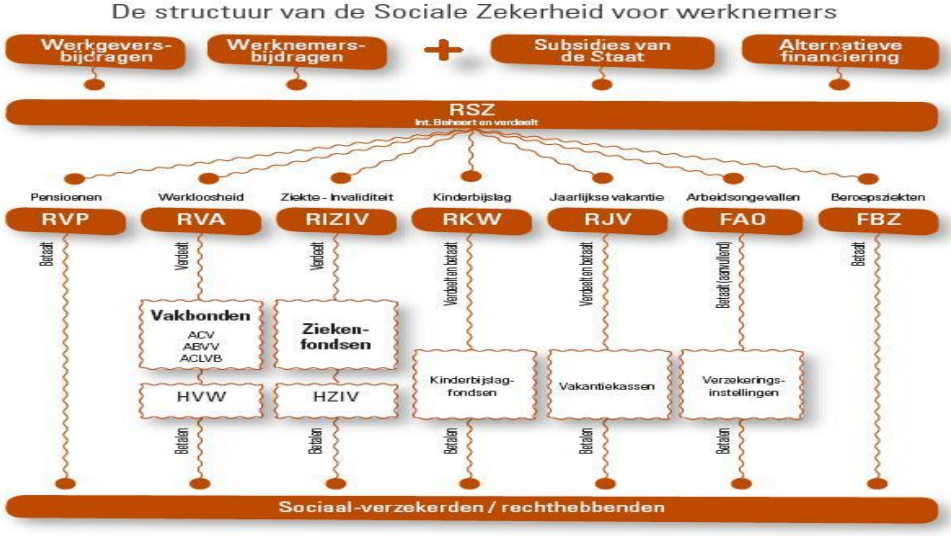 De structuur van de Sociale Zekerheid voor werknemers
Werkgevers-
bijdragen
Werknemers-
bijdragen
+
Subsidies van
de Staat
Alternatieve
financiering
RSZ
Int. Beheert en verdeelt
Pensioenen
Werkloosheid
Ziekte - Invaliditeit
Kinderbijslag
Jaarlijkse vakantie
Arbeidsongevallen
Beroepsziekten
RVP
RVA
RIZIV
RKW
RJV
FAO
FBZ
Betaalt
Verdeelt
Verdeelt
Verdeelt en betaalt
Verdeelt en betaalt
Betaalt (aanvullend)
Betaalt
Vakbonden
ACV
ABVV
ACLVB
Zieken-
fondsen
HVW
HZIV
Kinderbijslag-
fondsen
Vakantiekassen
Verzekerings-
instellingen
Betalen
Betalen
Betalen
Betalen
Betalen
Sociaal-verzekerden / rechthebbenden